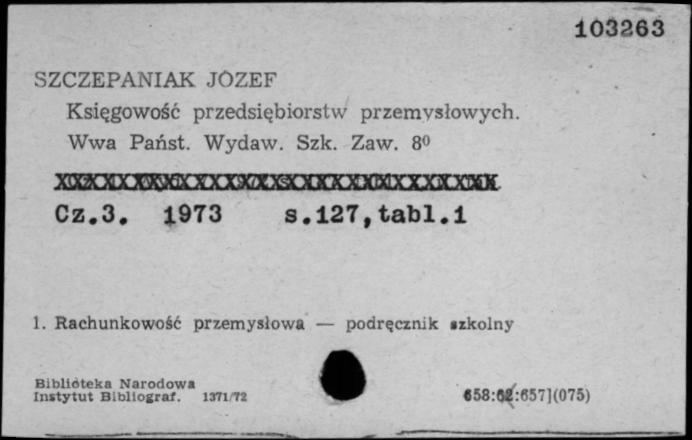 103263
SZCZEPANIAK JÓZEF
Księgowość przedsiębiorstw przemysłowych.
Wwa Państ. Wydaw. Szk. Zaw. 8⁰
Cz.3. 1973 s.127,tabl.1
1. Rachunkowość przemysłowa — podręcznik szkolny
Biblioteka Narodowa
Instytut Bibliograf. 1371/72
658:62:657](075)